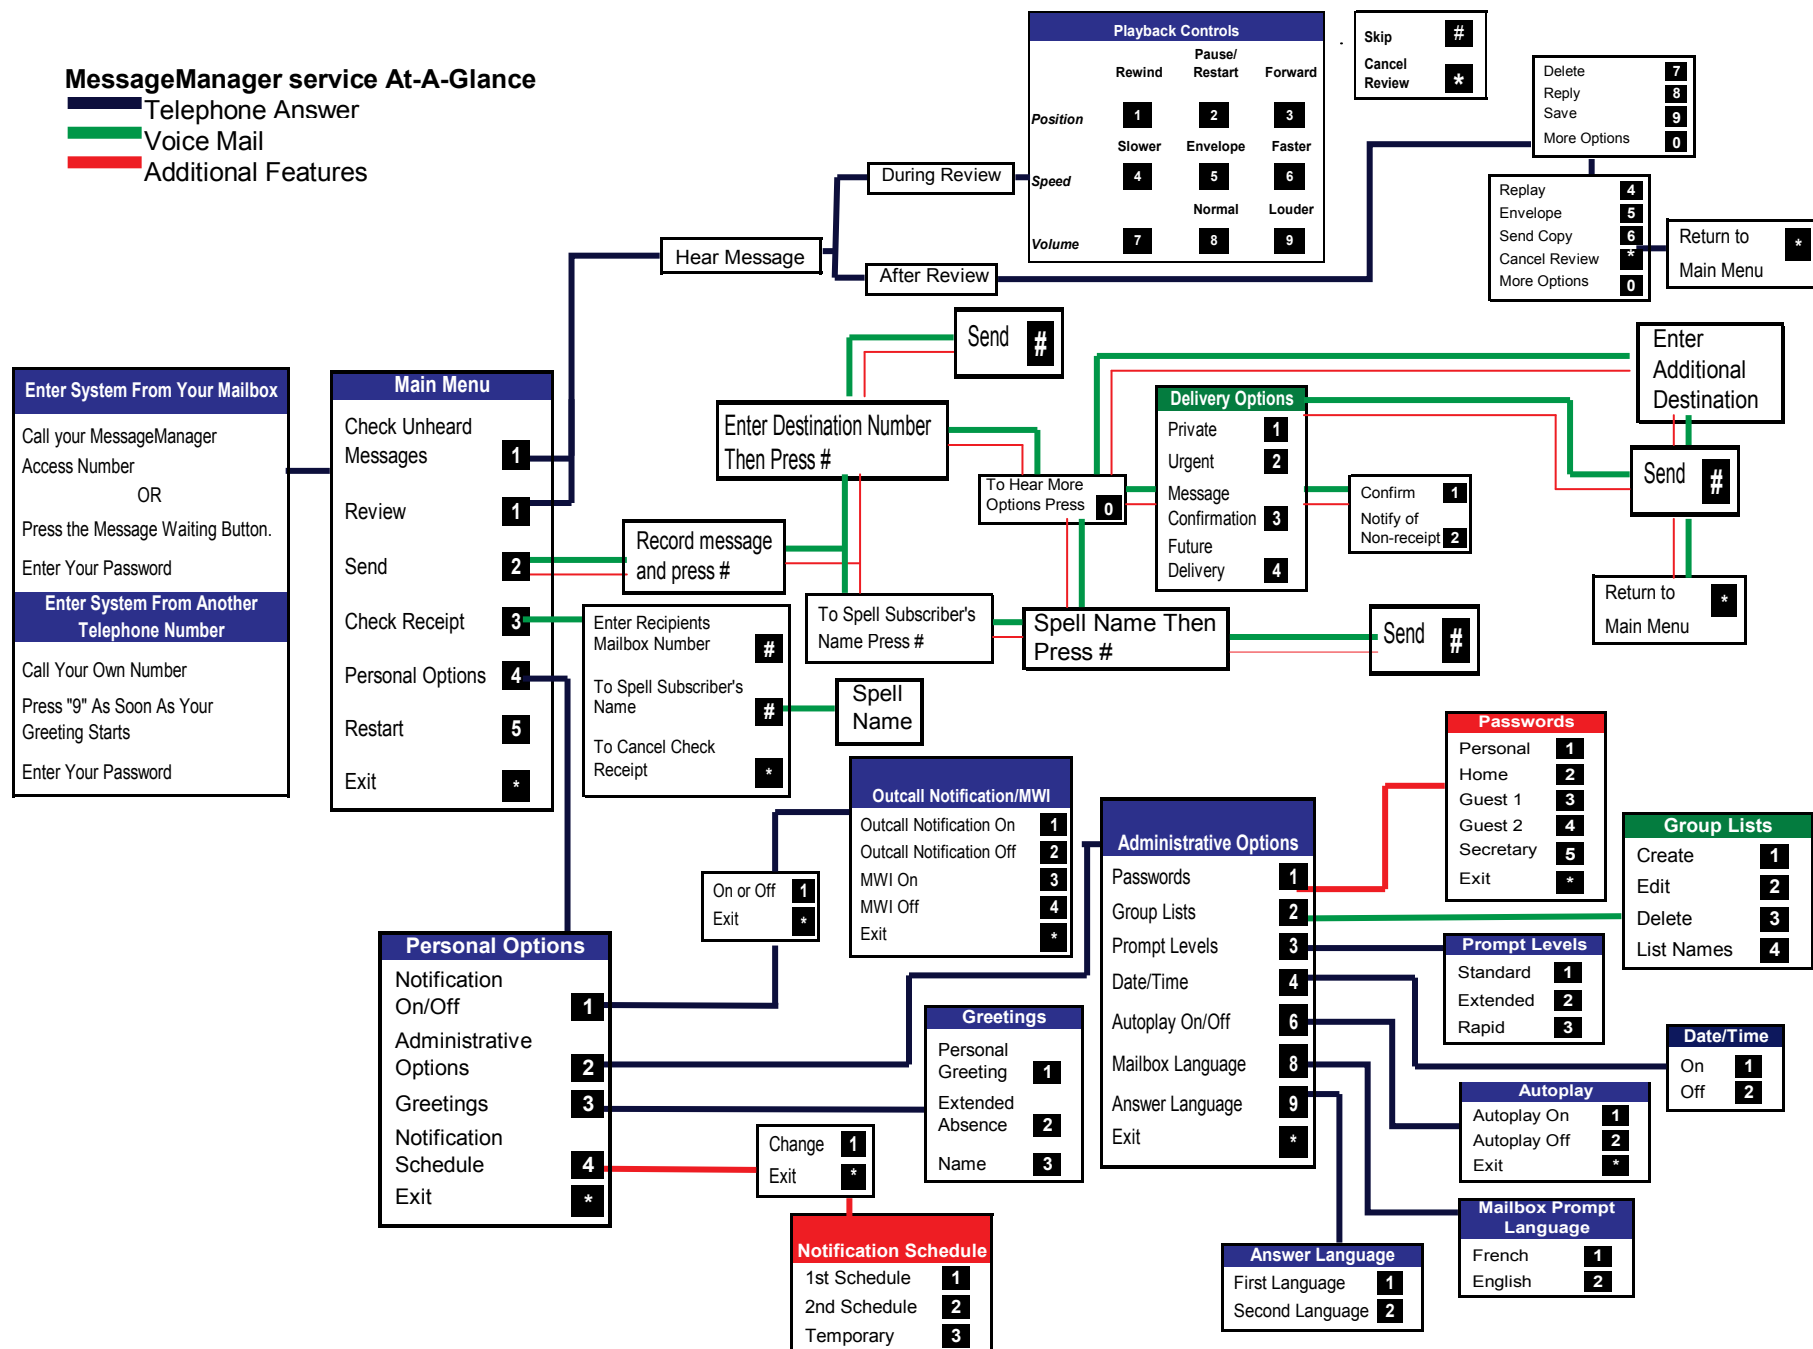 MessageManager service At-A-Glance
Telephone Answer
Voice Mail
Additional Features
Playback Controls
Rewind
Pause/
Restart
Forward
Position
1
2
3
Slower
Envelope
Faster
Speed
4
5
6
Normal
Louder
Volume
7
8
9
Skip #
Cancel
Review *
Delete 7
Reply 8
Save 9
More Options 0
Replay 4
Envelope 5
Send Copy 6
Cancel Review *
More Options 0
Return to
Main Menu *
During Review
Hear Message
After Review
Enter System From Your Mailbox
Call your MessageManager
Access Number
OR
Press the Message Waiting Button.
Enter Your Password
Enter System From Another
Telephone Number
Call Your Own Number
Press "9" As Soon As Your
Greeting Starts
Enter Your Password
Main Menu
Check Unheard
Messages 1
Review 1
Send 2
Check Receipt 3
Personal Options 4
Restart 5
Exit *
Record message
and press #
Enter Destination Number
Then Press #
Send #
To Hear More
Options Press 0
Delivery Options
Private 1
Urgent 2
Message
Confirmation 3
Future
Delivery 4
Confirm 1
Notify of
Non-receipt 2
Enter
Additional
Destination
Send #
Return to
Main Menu *
To Spell Subscriber's
Name Press #
Spell Name Then
Press #
Send #
Enter Recipients
Mailbox Number #
To Spell Subscriber's
Name #
To Cancel Check
Receipt *
Spell
Name
Personal Options
Notification
On/Off 1
Administrative
Options 2
Greetings 3
Notification
Schedule 4
Exit *
On or Off 1
Exit *
Outcall Notification/MWI
Outcall Notification On 1
Outcall Notification Off 2
MWI On 3
MWI Off 4
Exit *
Greetings
Personal
Greeting 1
Extended
Absence 2
Name 3
Change 1
Exit *
Notification Schedule
1st Schedule 1
2nd Schedule 2
Temporary 3
Administrative Options
Passwords 1
Group Lists 2
Prompt Levels 3
Date/Time 4
Autoplay On/Off 6
Mailbox Language 8
Answer Language 9
Exit *
Passwords
Personal 1
Home 2
Guest 1 3
Guest 2 4
Secretary 5
Exit *
Group Lists
Create 1
Edit 2
Delete 3
List Names 4
Prompt Levels
Standard 1
Extended 2
Rapid 3
Date/Time
On 1
Off 2
Autoplay
Autoplay On 1
Autoplay Off 2
Exit *
Mailbox Prompt
Language
French 1
English 2
Answer Language
First Language 1
Second Language 2